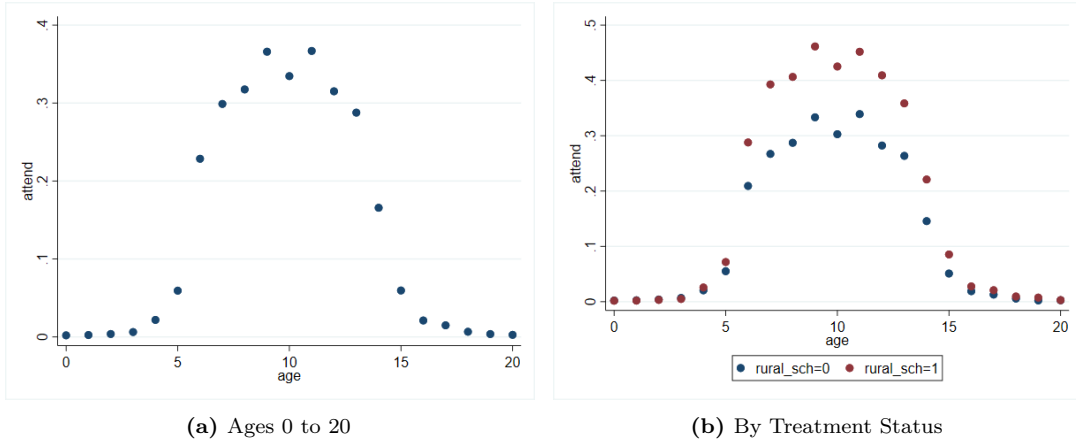 .4
.3
.2
.1
0
attend
0 5 10 15 20
age
(a) Ages 0 to 20
.5
.4
.3
.2
.1
0
attend
0 5 10 15 20
age
rural_sch=0 rural_sch=1
(b) By Treatment Status